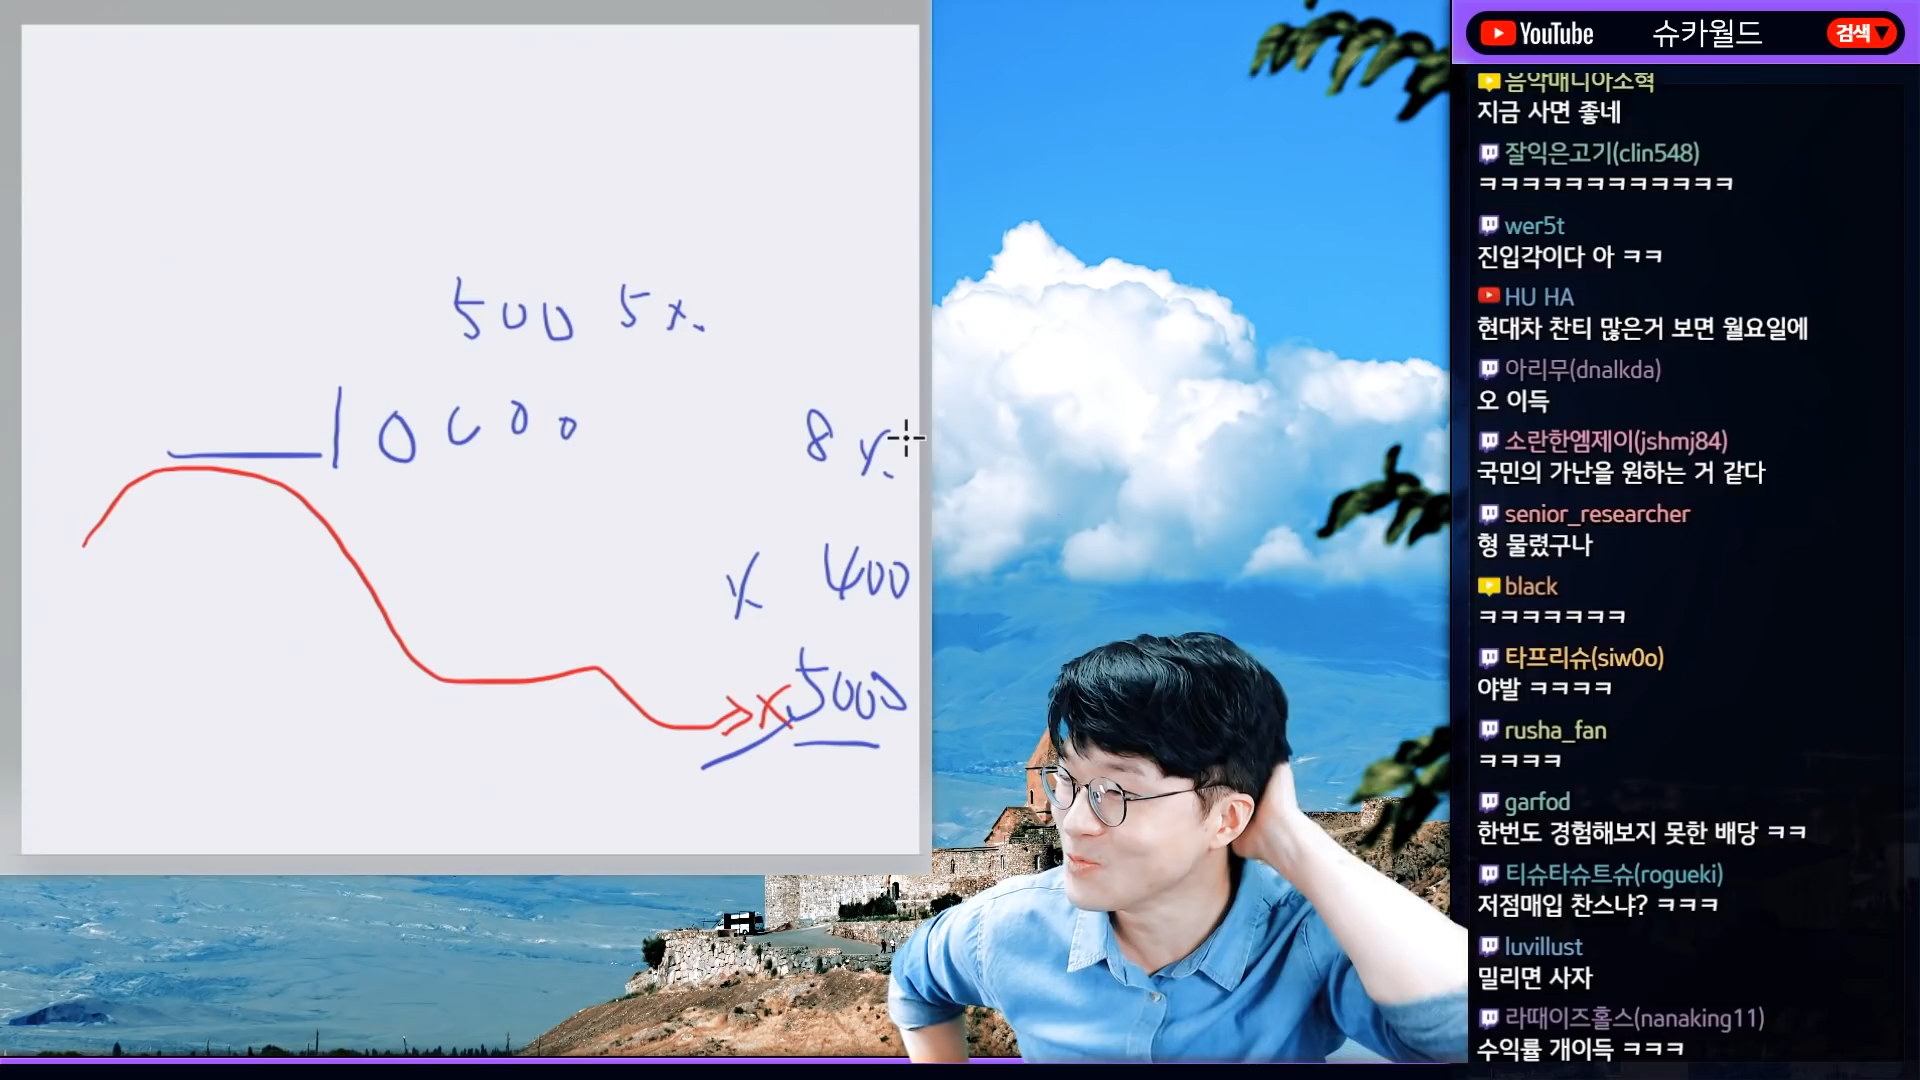 500 5%
10000
8%
% 400
5000
YouTube 슈카월드 검색▼
음악매니아소혁
지금 사면 좋네
잘익은고기(clin548)
ㅋㅋㅋㅋㅋㅋㅋㅋㅋㅋㅋㅋ
wer5t
진입각이다 아 ㅋㅋ
HU HA
현대차 찬티 많은거 보면 월요일에
아리무(dnalkda)
오 이득
소란한엠제이(jshmj84)
국민의 가난을 원하는 거 같다
senior_researcher
형 물렸구나
black
ㅋㅋㅋㅋㅋㅋㅋ
타프리슈(siw0o)
야발 ㅋㅋㅋㅋ
rusha_fan
ㅋㅋㅋㅋ
garfod
한번도 경험해보지 못한 배당 ㅋㅋ
티슈타슈트슈(rogueki)
저점매입 찬스냐? ㅋㅋㅋ
luvillust
밀리면 사자
라때이즈홀스(nanaking11)
수익률 개이득 ㅋㅋㅋ